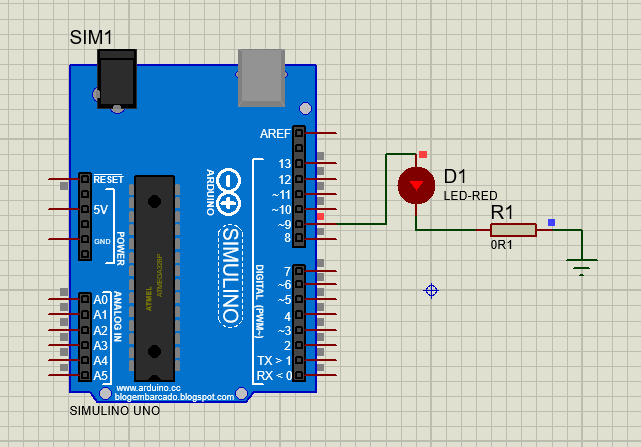 SIM1
AREF
RESET
5V
GND
POWER
ARDUINO
SIMULINO
ATMEL
ATMEGA328P
13
12
~11
~10
~9
8
DIGITAL (PWM~)
7
~6
~5
4
~3
2
TX > 1
RX < 0
ANALOG IN
A0
A1
A2
A3
A4
A5
www.arduino.cc
blogembarcado.blogspot.com
SIMULINO UNO
D1
LED-RED
R1
0R1